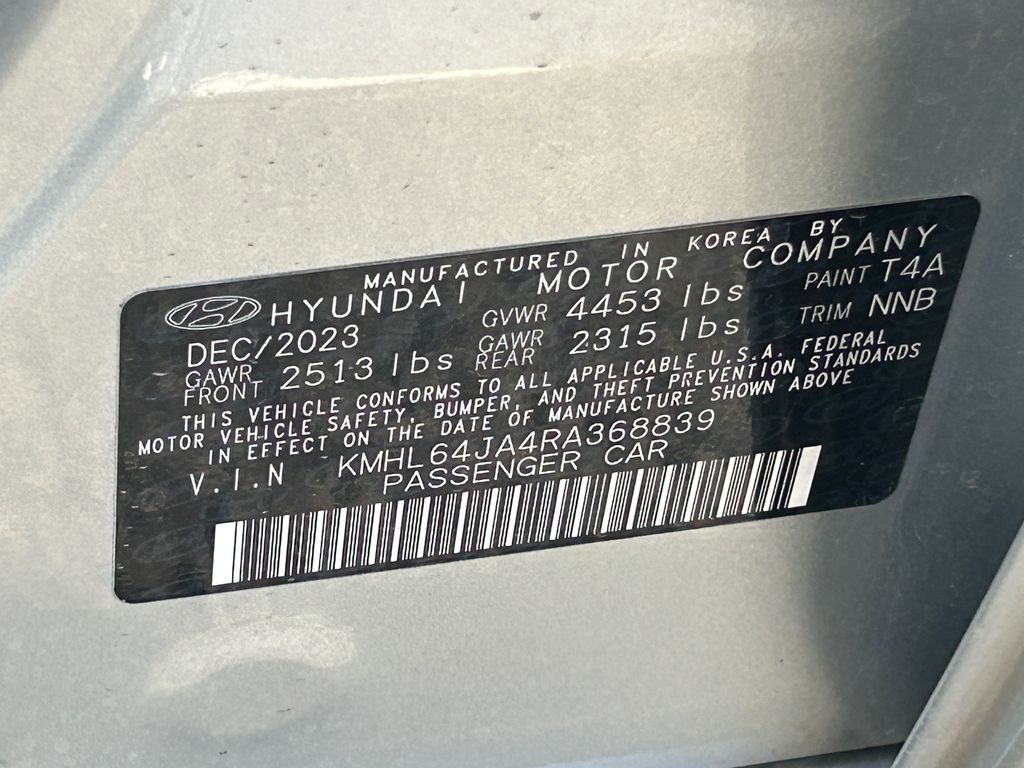 MANUFACTURED IN KOREA BY
HYUNDAI MOTOR COMPANY
DEC/2023 GVWR 4453 lbs PAINT T4A
GAWR FRONT 2513 lbs GAWR REAR 2315 lbs TRIM NNB
THIS VEHICLE CONFORMS TO ALL APPLICABLE U.S.A. FEDERAL
MOTOR VEHICLE SAFETY, BUMPER, AND THEFT PREVENTION STANDARDS
IN EFFECT ON THE DATE OF MANUFACTURE SHOWN ABOVE
V.I.N KMHL64JA4RA368839
PASSENGER CAR